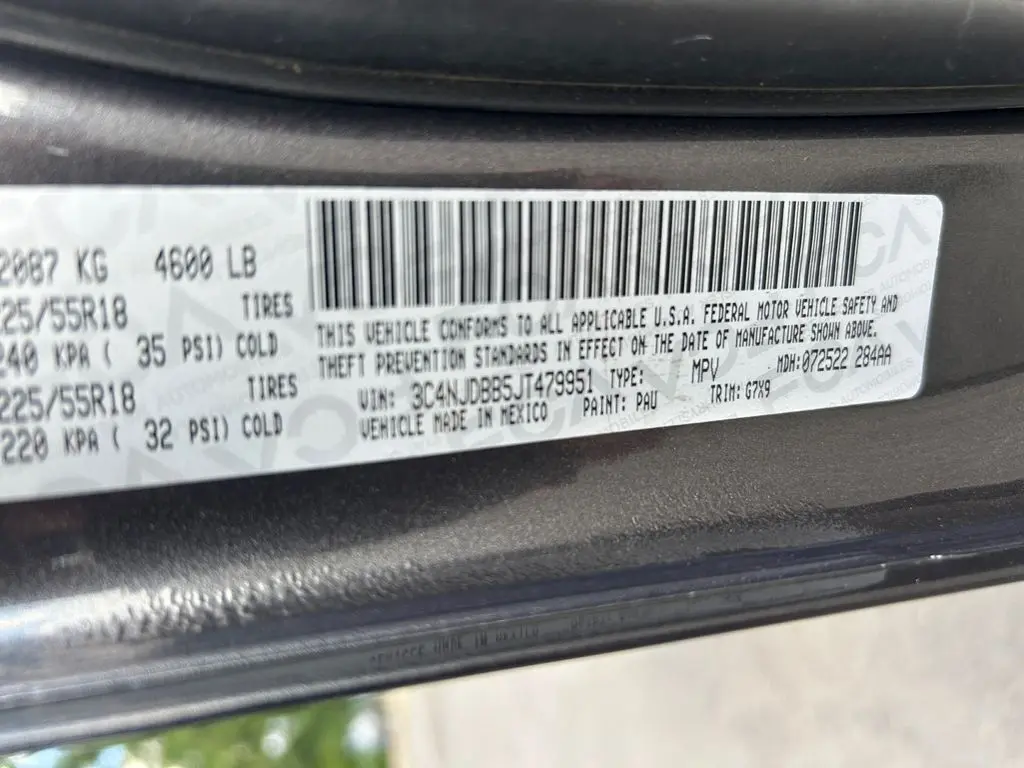 2087 KG 4600 LB
225/55R18 TIRES
240 KPA ( 35 PSI) COLD
225/55R18 TIRES
220 KPA ( 32 PSI) COLD
THIS VEHICLE CONFORMS TO ALL APPLICABLE U.S.A. FEDERAL MOTOR VEHICLE SAFETY AND
THEFT PREVENTION STANDARDS IN EFFECT ON THE DATE OF MANUFACTURE SHOWN ABOVE.
VIN: 3C4NJDBB5JT479951 TYPE: MPV MDH:072522 284AA
VEHICLE MADE IN MEXICO PAINT: PAU TRIM: G7X9